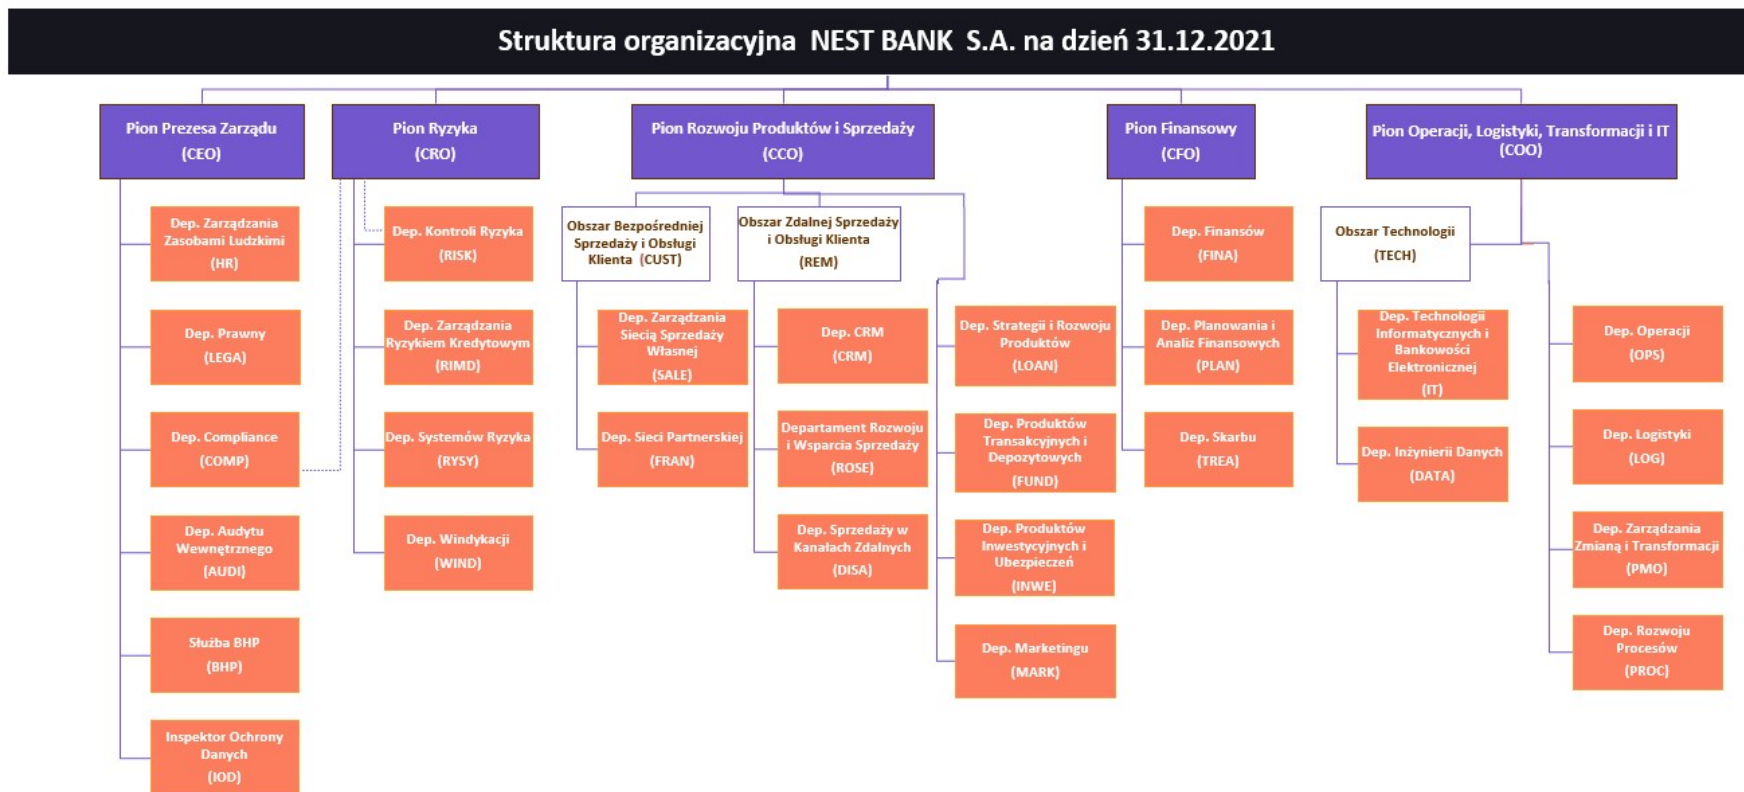 Struktura organizacyjna NEST BANK S.A. na dzień 31.12.2021
Pion Prezesa Zarządu
(CEO)
Dep. Zarządzania
Zasobami Ludzkimi
(HR)
Dep. Prawny
(LEGA)
Dep. Compliance
(COMP)
Dep. Audytu
Wewnętrznego
(AUDI)
Służba BHP
(BHP)
Inspektor Ochrony
Danych
(IOD)
Pion Ryzyka
(CRO)
Dep. Kontroli Ryzyka
(RISK)
Dep. Zarządzania
Ryzykiem Kredytowym
(RIMD)
Dep. Systemów Ryzyka
(RYSY)
Dep. Windykacji
(WIND)
Pion Rozwoju Produktów i Sprzedaży
(CCO)
Obszar Bezpośredniej
Sprzedaży i Obsługi
Klienta (CUST)
Dep. Zarządzania
Siecią Sprzedaży
Własnej
(SALE)
Dep. Sieci Partnerskiej
(FRAN)
Obszar Zdalnej Sprzedaży
i Obsługi Klienta
(REM)
Dep. CRM
(CRM)
Departament Rozwoju
i Wsparcia Sprzedaży
(ROSE)
Dep. Sprzedaży w
Kanałach Zdalnych
(DISA)
Dep. Strategii i Rozwoju
Produktów
(LOAN)
Dep. Produktów
Transakcyjnych i
Depozytowych
(FUND)
Dep. Produktów
Inwestycyjnych i
Ubezpieczeń
(INWE)
Dep. Marketingu
(MARK)
Pion Finansowy
(CFO)
Dep. Finansów
(FINA)
Dep. Planowania i
Analiz Finansowych
(PLAN)
Dep. Skarbu
(TREA)
Pion Operacji, Logistyki, Transformacji i IT
(COO)
Obszar Technologii
(TECH)
Dep. Technologii
Informatycznych i
Bankowości
Elektronicznej
(IT)
Dep. Inżynierii Danych
(DATA)
Dep. Operacji
(OPS)
Dep. Logistyki
(LOG)
Dep. Zarządzania
Zmianą i Transformacji
(PMO)
Dep. Rozwoju
Procesów
(PROC)